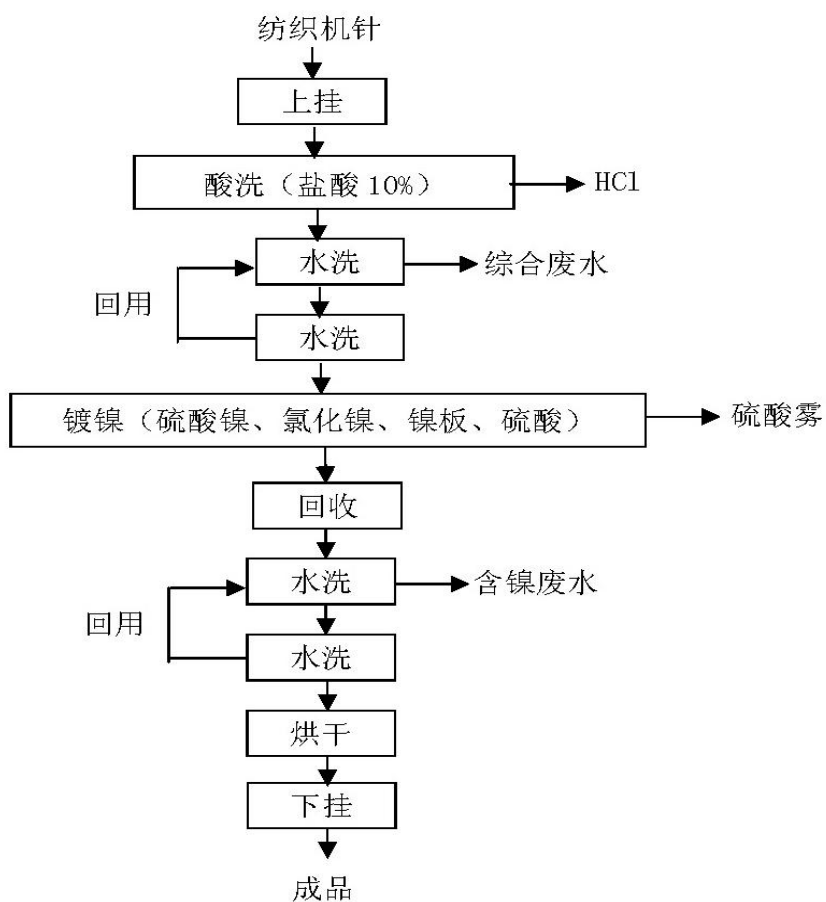 纺织机针
上挂
酸洗（盐酸10%）
HCl
水洗
综合废水
回用
水洗
镀镍（硫酸镍、氯化镍、镍板、硫酸）
硫酸雾
回收
水洗
含镍废水
回用
水洗
烘干
下挂
成品